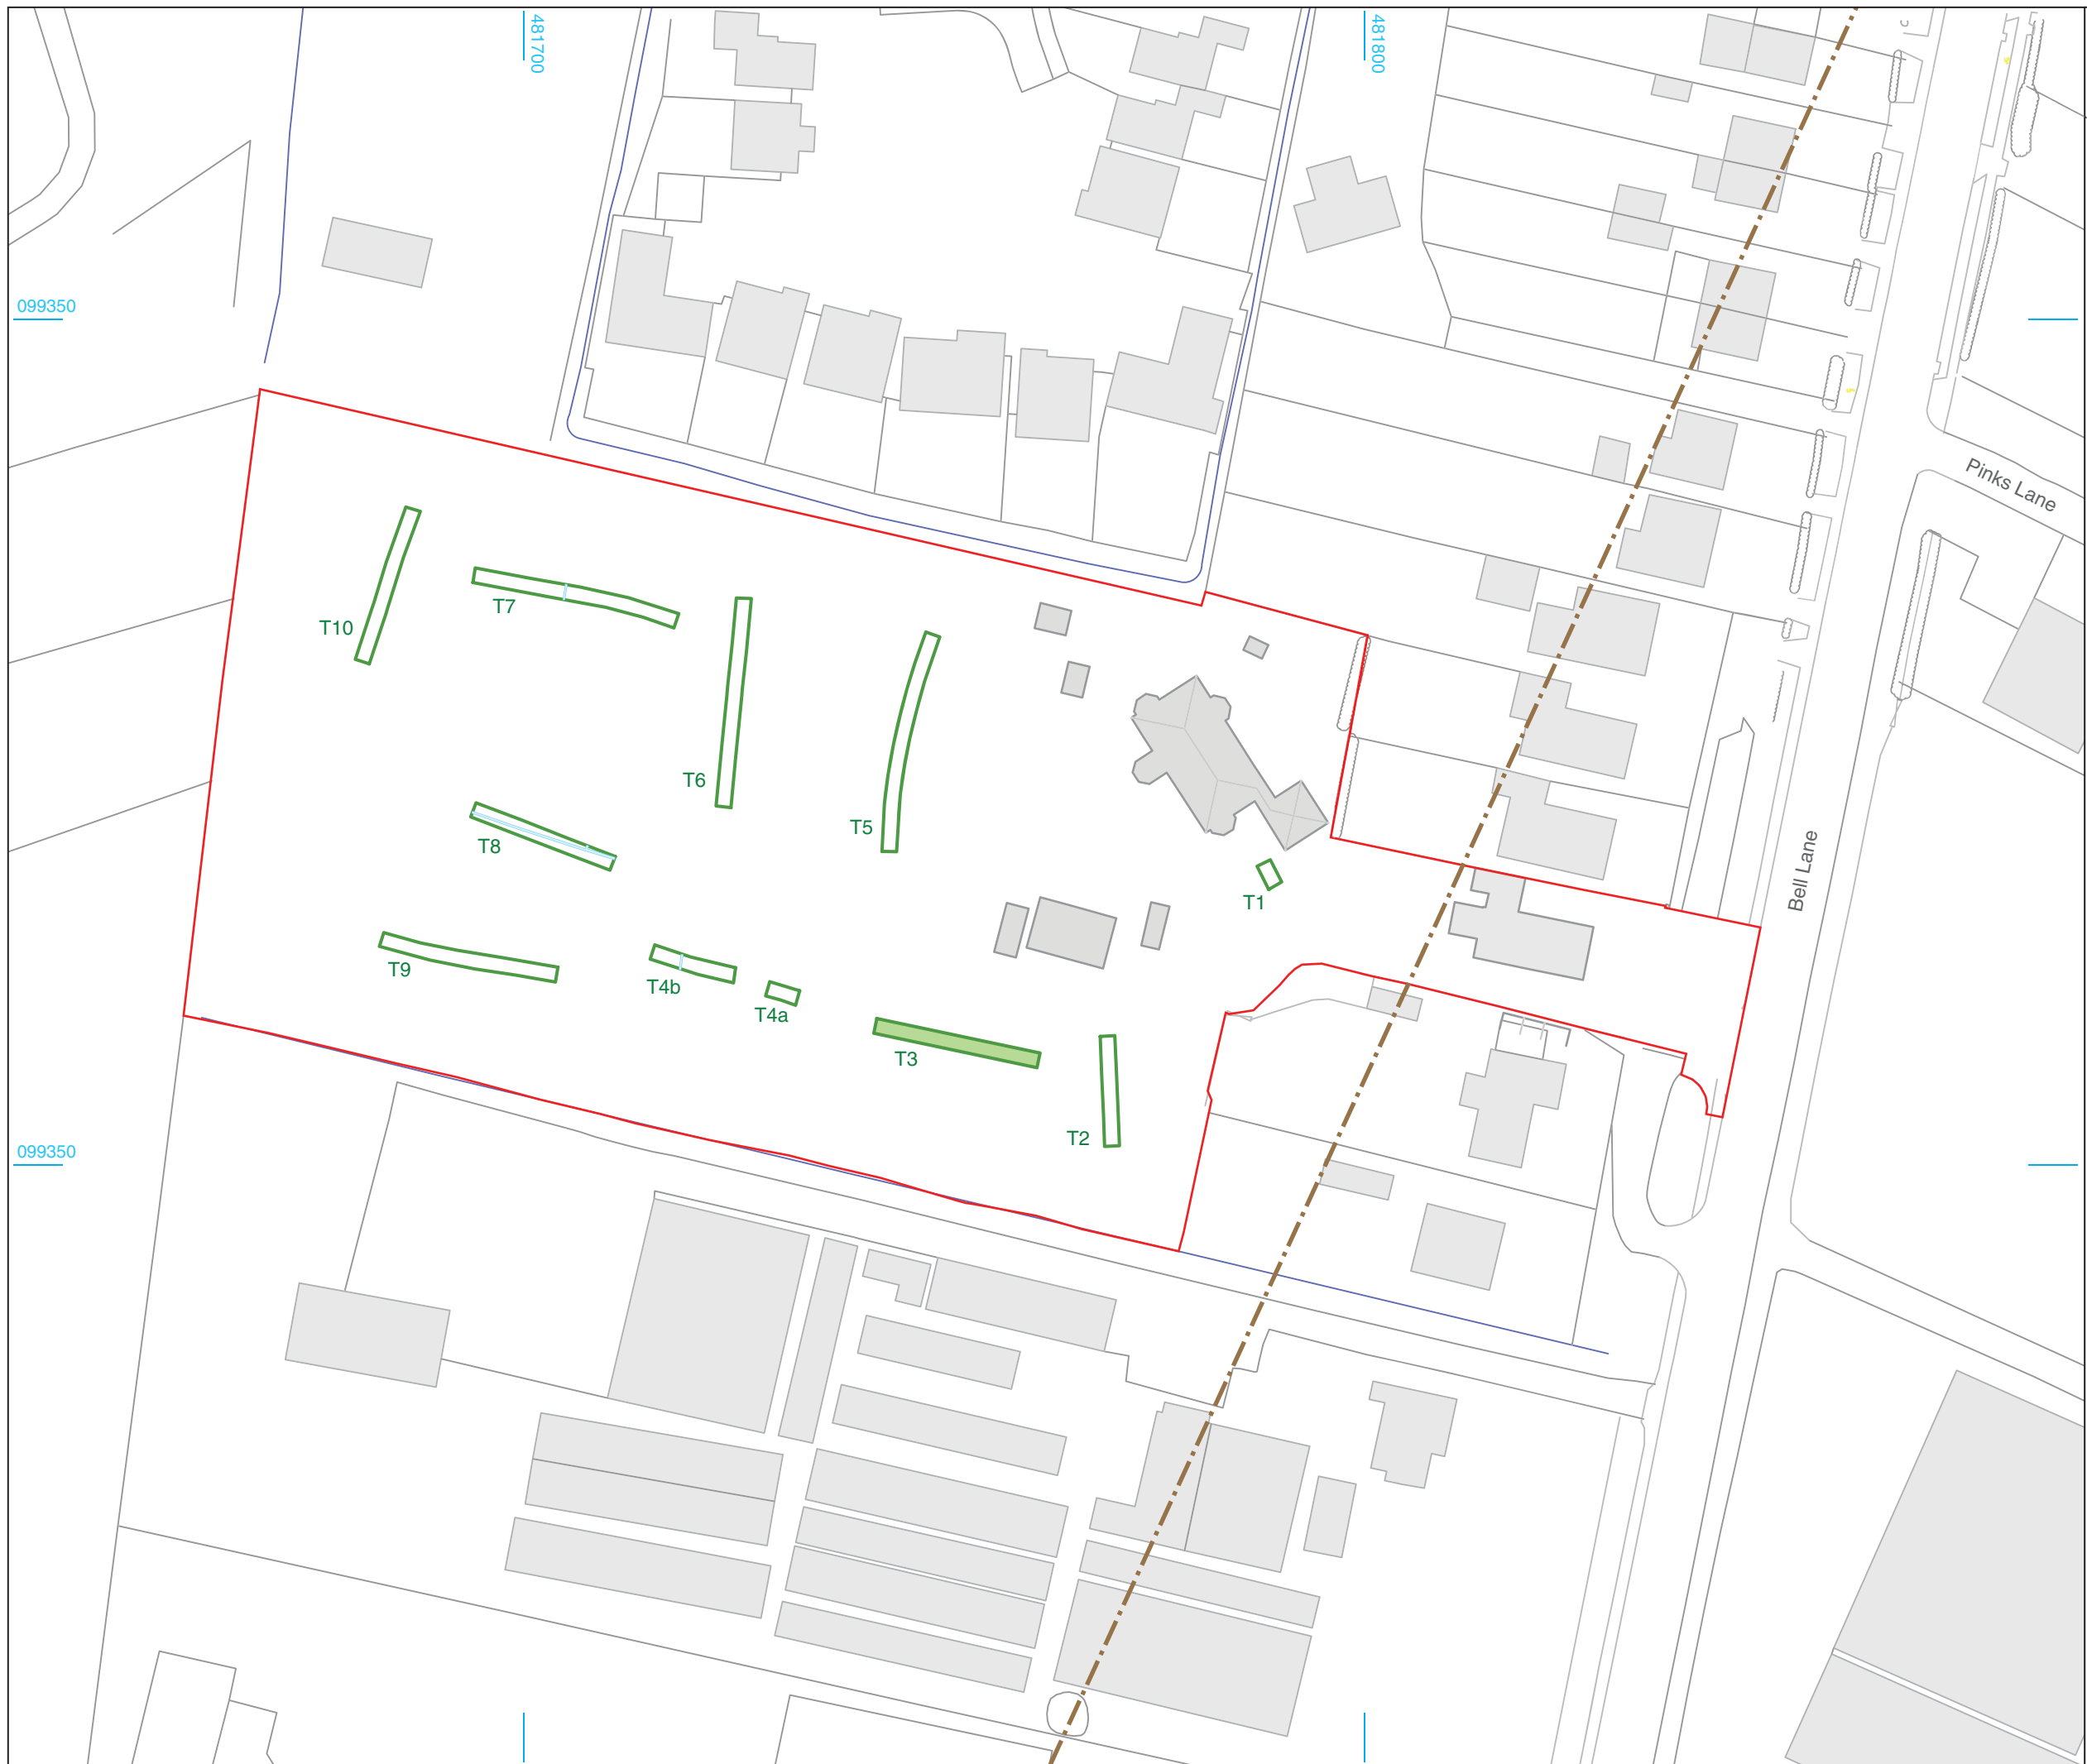 481700
481800
099350
Pinks Lane
T10
T7
T6
T5
T8
Bell Lane
T1
T9
T4b
T4a
T3
T2
099350